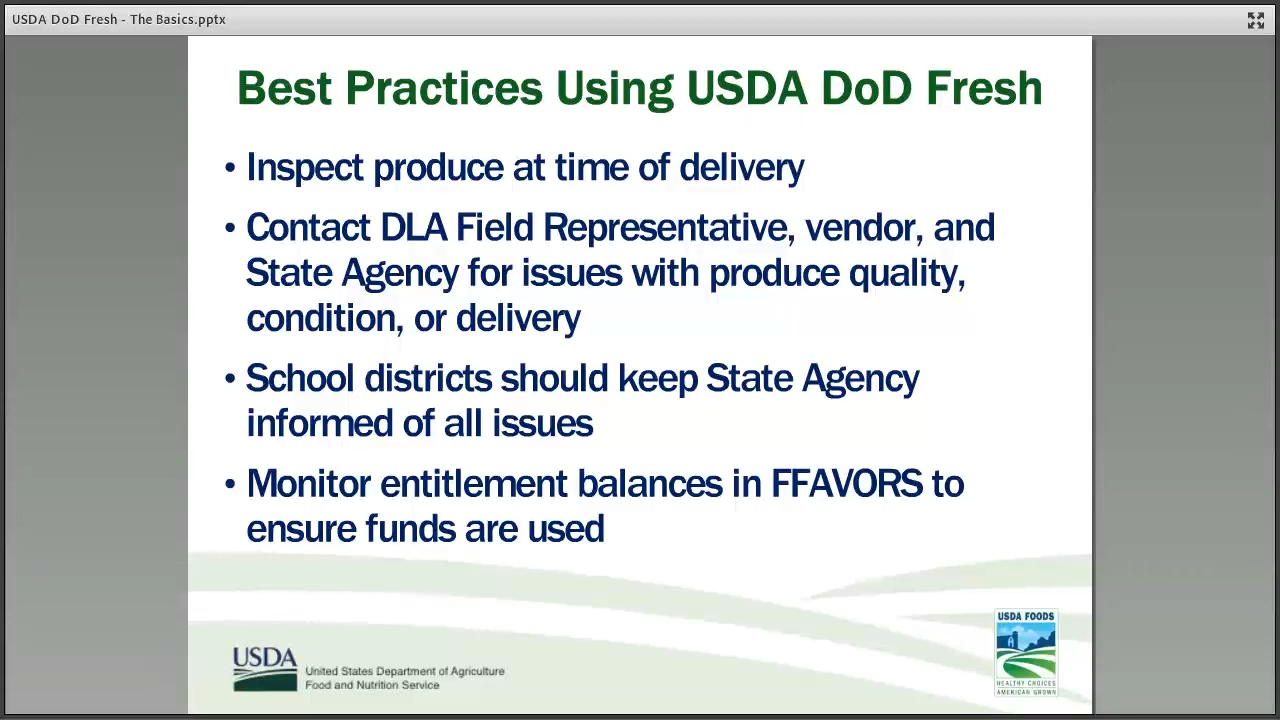 USDA DoD Fresh - The Basics.pptx
Best Practices Using USDA DoD Fresh
• Inspect produce at time of delivery
• Contact DLA Field Representative, vendor, and
State Agency for issues with produce quality,
condition, or delivery
• School districts should keep State Agency
informed of all issues
• Monitor entitlement balances in FFAVORS to
ensure funds are used
USDA
United States Department of Agriculture
Food and Nutrition Service
USDA FOODS
HEALTHY CHOICES
AMERICAN GROWN